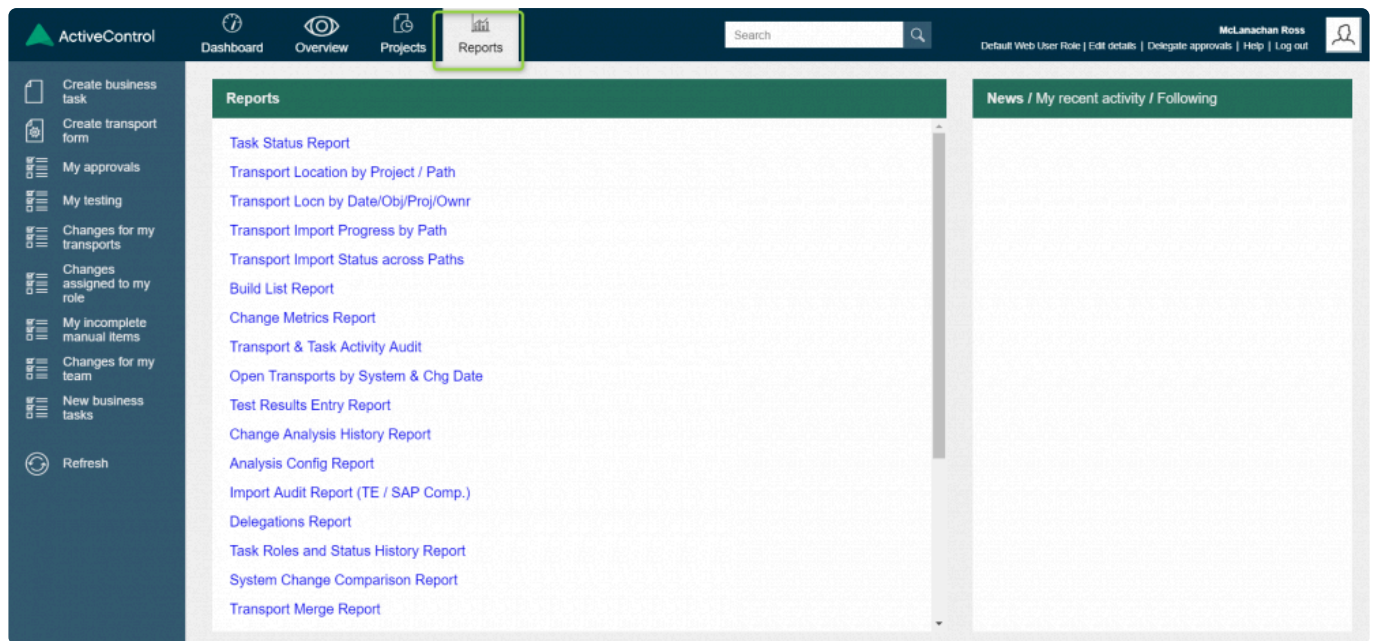 ActiveControl
Dashboard
Overview
Projects
Reports
Search
McLanachan Ross
Default Web User Role | Edit details | Delegate approvals | Help | Log out
Create business
task
Create transport
form
My approvals
My testing
Changes for my
transports
Changes
assigned to my
role
My incomplete
manual items
Changes for my
team
New business
tasks
Refresh
Reports
Task Status Report
Transport Location by Project / Path
Transport Locn by Date/Obj/Proj/Ownr
Transport Import Progress by Path
Transport Import Status across Paths
Build List Report
Change Metrics Report
Transport & Task Activity Audit
Open Transports by System & Chg Date
Test Results Entry Report
Change Analysis History Report
Analysis Config Report
Import Audit Report (TE / SAP Comp.)
Delegations Report
Task Roles and Status History Report
System Change Comparison Report
Transport Merge Report
News / My recent activity / Following